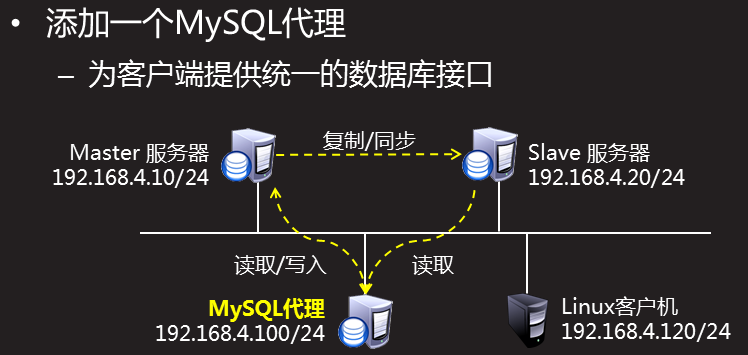 • 添加一个MySQL代理
– 为客户端提供统一的数据库接口
Master 服务器
192.168.4.10/24
复制/同步
Slave 服务器
192.168.4.20/24
读取/写入
读取
MySQL代理
192.168.4.100/24
Linux客户机
192.168.4.120/24